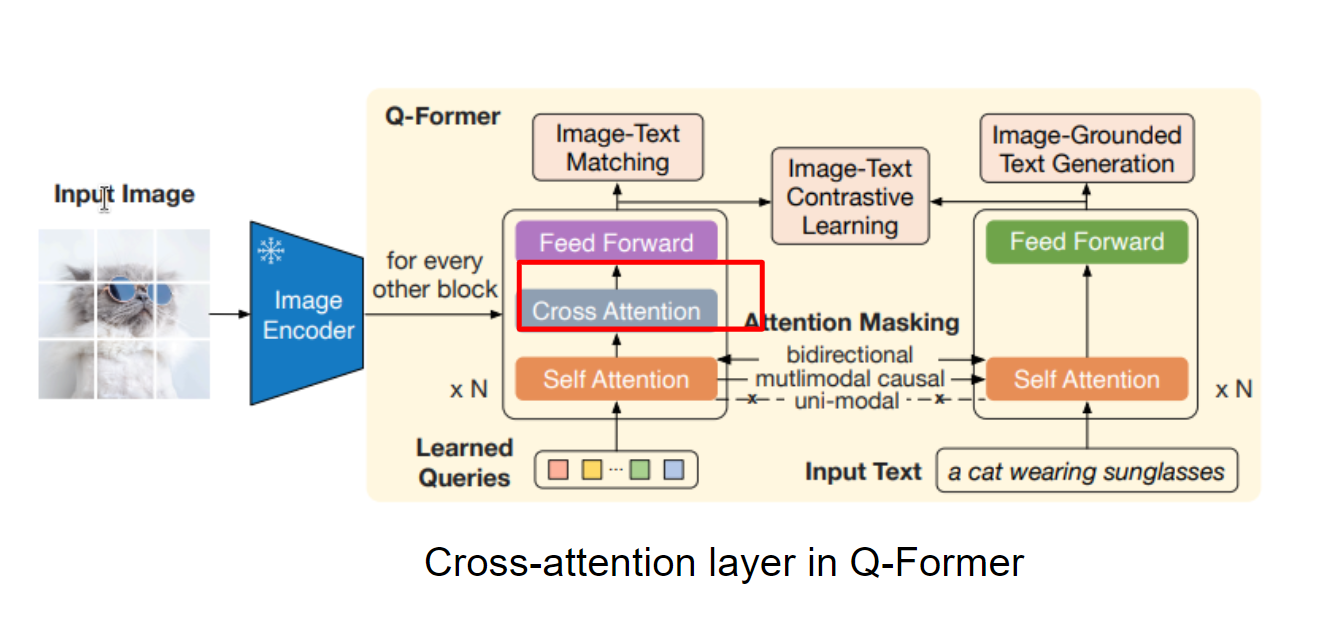 Q-Former
Image-Text
Matching
Image-Grounded
Text Generation
Image-Text
Contrastive
Learning
Input Image
Image
Encoder
for every
other block
Feed Forward
Cross Attention
Self Attention
x N
Attention Masking
bidirectional
mutlimodal causal
x uni-modal x
Feed Forward
Self Attention
x N
Learned
Queries
...
Input Text
a cat wearing sunglasses
Cross-attention layer in Q-Former